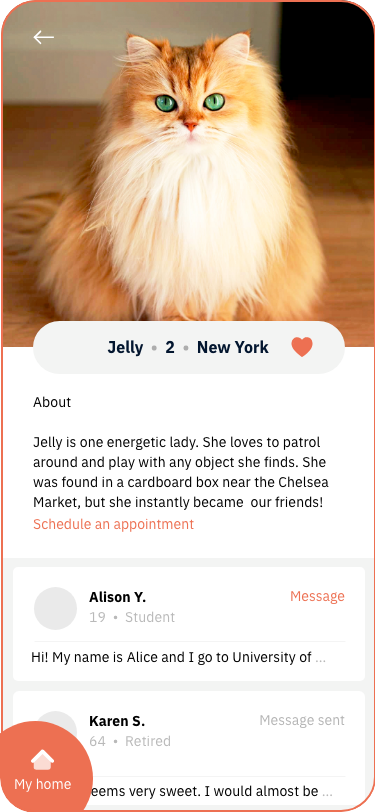 Jelly • 2 • New York
About
Jelly is one energetic lady. She loves to patrol
around and play with any object she finds. She
was found in a cardboard box near the Chelsea
Market, but she instantly became  our friends!
Schedule an appointment
Alison Y.
Message
19 • Student
Hi! My name is Alice and I go to University of ...
Karen S.
Message sent
64 • Retired
My home
very sweet. I would almost be ...